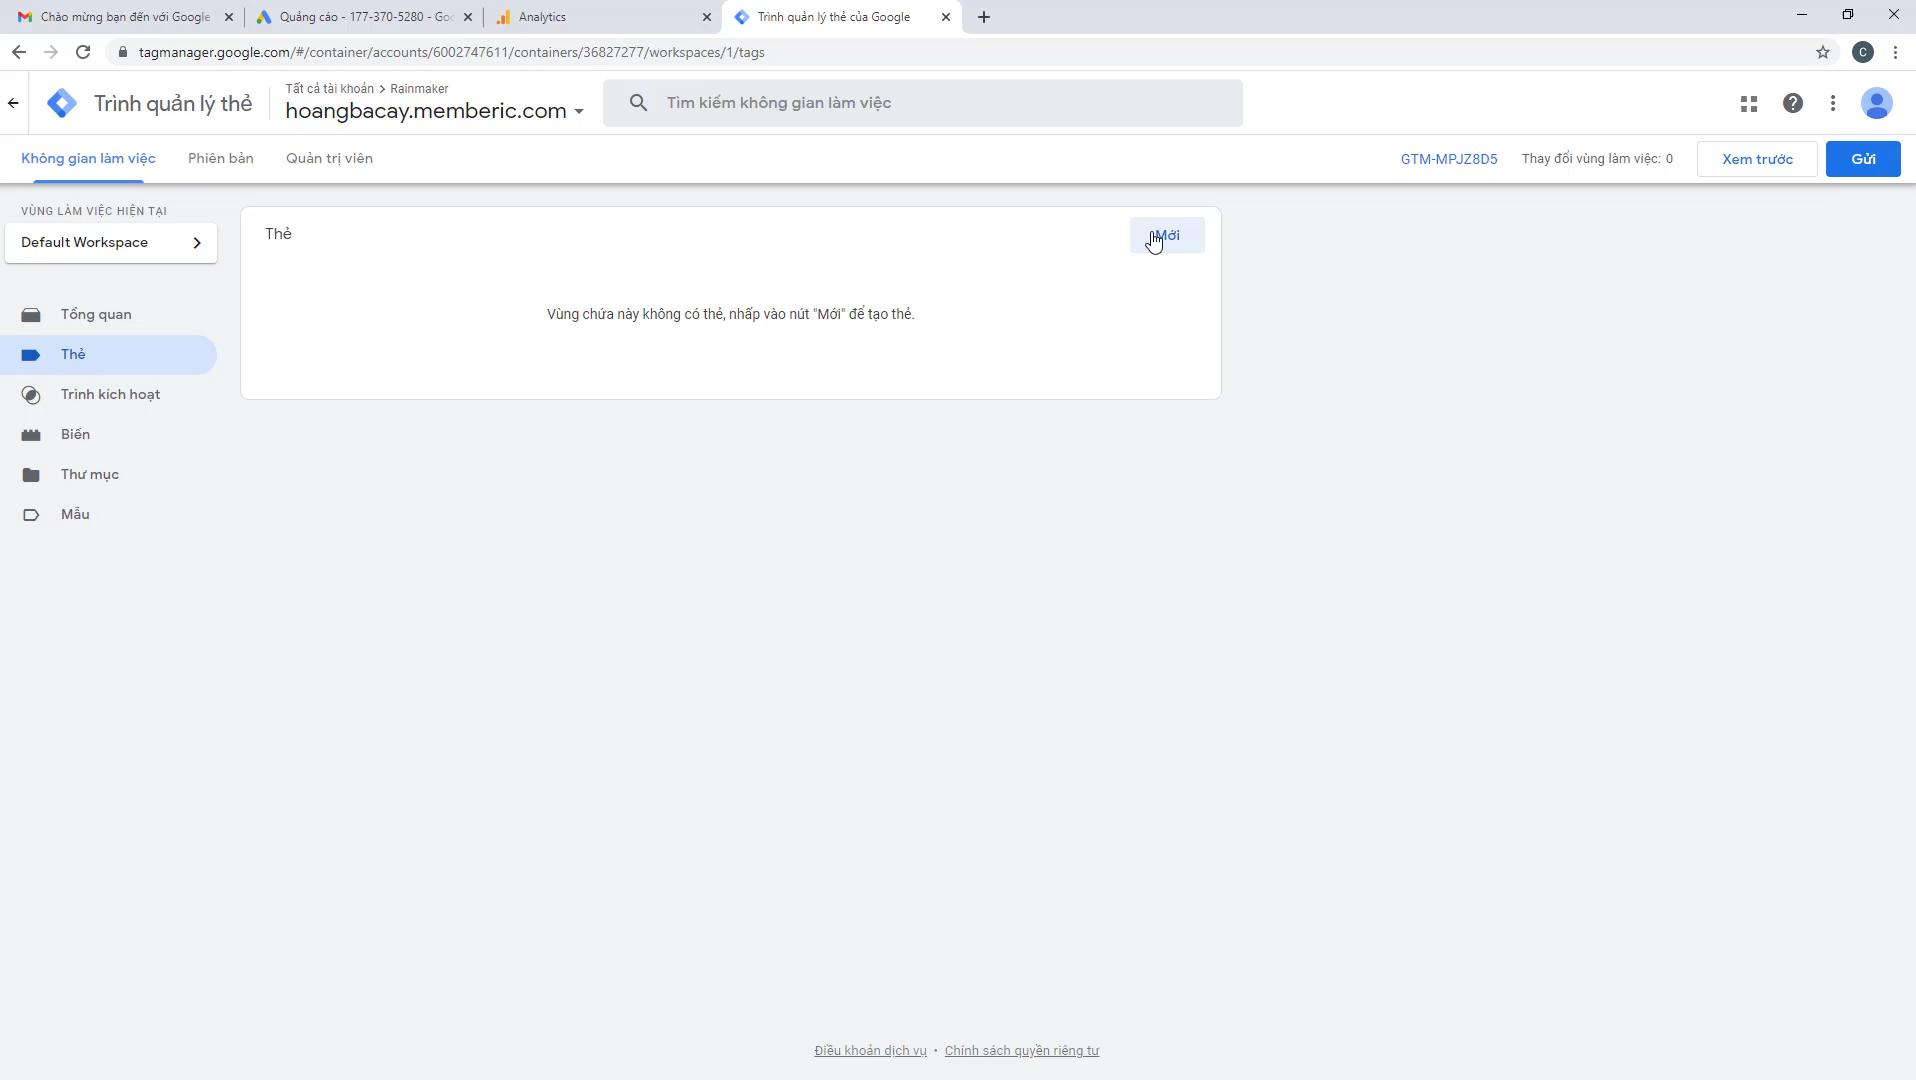 Chào mừng bạn đến với Google
Quảng cáo - 177-370-5280 - Goo
Analytics
Trình quản lý thẻ của Google
tagmanager.google.com/#/container/accounts/6002747611/containers/36827277/workspaces/1/tags
C
Trình quản lý thẻ
Tất cả tài khoản > Rainmaker
hoangbacay.memberic.com
Tìm kiếm không gian làm việc
Không gian làm việc
Phiên bản
Quản trị viên
GTM-MPJZ8D5
Thay đổi vùng làm việc: 0
Xem trước
Gửi
VÙNG LÀM VIỆC HIỆN TẠI
Default Workspace
Thẻ
Mới
Vùng chứa này không có thẻ, nhấp vào nút "Mới" để tạo thẻ.
Tổng quan
Thẻ
Trình kích hoạt
Biến
Thư mục
Mẫu
Điều khoản dịch vụ • Chính sách quyền riêng tư